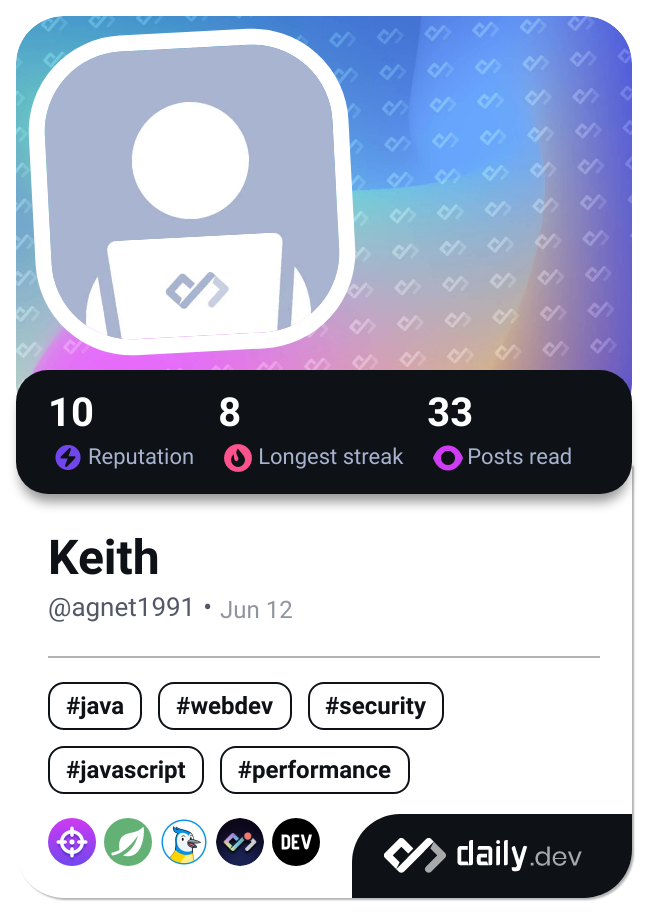 10 8 33
Reputation Longest streak Posts read
Keith
@agnet1991 • Jun 12
#java #webdev #security
#javascript #performance
DEV
daily.dev